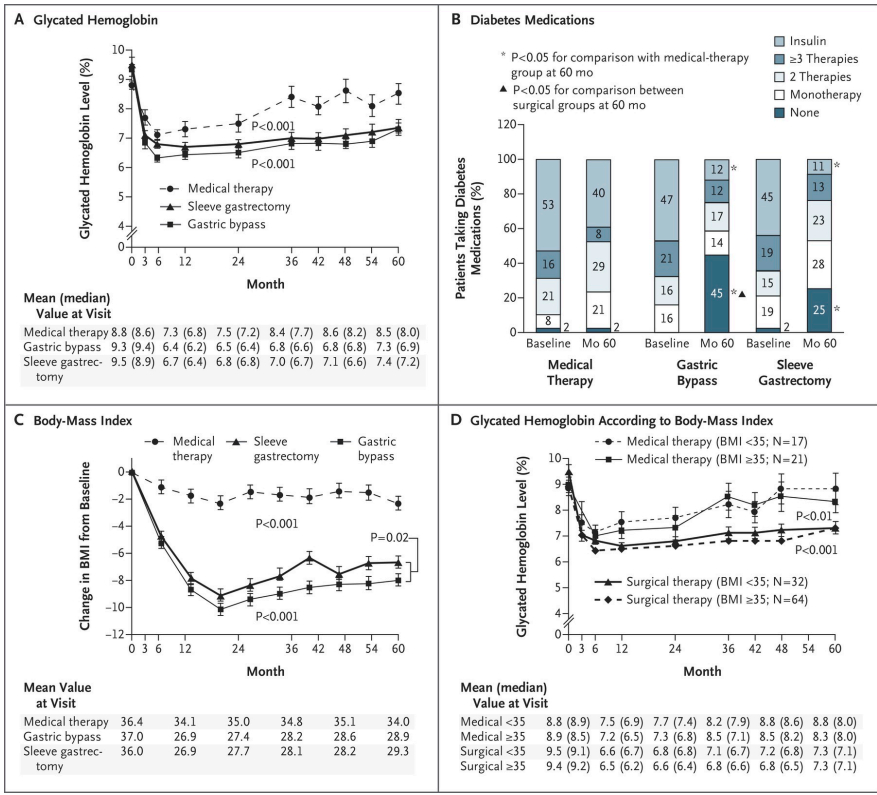 A Glycated Hemoglobin
Glycated Hemoglobin Level (%)
10
9
8
7
6
5
4
0
P<0.001
P<0.001
Medical therapy
Sleeve gastrectomy
Gastric bypass
0 3 6 12 24 36 42 48 54 60
Month
Mean (median)
Value at Visit
Medical therapy 8.8 (8.6) 7.3 (6.8) 7.5 (7.2) 8.4 (7.7) 8.6 (8.2) 8.5 (8.0)
Gastric bypass 9.3 (9.4) 6.4 (6.2) 6.5 (6.4) 6.8 (6.6) 6.8 (6.8) 7.3 (6.9)
Sleeve gastrec- 9.5 (8.9) 6.7 (6.4) 6.8 (6.8) 7.0 (6.7) 7.1 (6.6) 7.4 (7.2)
tomy
B Diabetes Medications
* P<0.05 for comparison with medical-therapy
group at 60 mo
▲ P<0.05 for comparison between
surgical groups at 60 mo
Insulin
≥3 Therapies
2 Therapies
Monotherapy
None
Patients Taking Diabetes
Medications (%)
120
100
80
60
40
20
0
53 40 47 12 * 45 11 *
16 8 21 12 19 13
21 29 16 17 15 23
8 21 16 14 19 28
2 2 45 * ▲ 2 25 *
Baseline Mo 60 Baseline Mo 60 Baseline Mo 60
Medical Gastric Sleeve
Therapy Bypass Gastrectomy
C Body-Mass Index
Medical Sleeve Gastric
therapy gastrectomy bypass
Change in BMI from Baseline
0
−2
−4
−6
−8
−10
−12
P<0.001
P=0.02
P<0.001
0 3 6 12 24 36 42 48 54 60
Month
Mean Value
at Visit
Medical therapy 36.4 34.1 35.0 34.8 35.1 34.0
Gastric bypass 37.0 26.9 27.4 28.2 28.6 28.9
Sleeve gastrec- 36.0 26.9 27.7 28.1 28.2 29.3
tomy
D Glycated Hemoglobin According to Body-Mass Index
Medical therapy (BMI <35; N=17)
Medical therapy (BMI ≥35; N=21)
Glycated Hemoglobin Level (%)
10
9
8
7
6
5
4
0
P<0.01
P<0.001
Surgical therapy (BMI <35; N=32)
Surgical therapy (BMI ≥35; N=64)
0 3 6 12 24 36 42 48 60
Month
Mean (median)
Value at Visit
Medical <35 8.8 (8.9) 7.5 (6.9) 7.7 (7.4) 8.2 (7.9) 8.8 (8.6) 8.8 (8.0)
Medical ≥35 8.9 (8.5) 7.2 (6.5) 7.3 (6.8) 8.5 (7.1) 8.5 (8.2) 8.3 (8.0)
Surgical <35 9.5 (9.1) 6.6 (6.7) 6.8 (6.8) 7.1 (6.7) 7.2 (6.8) 7.3 (7.1)
Surgical ≥35 9.4 (9.2) 6.5 (6.2) 6.6 (6.4) 6.8 (6.6) 6.8 (6.5) 7.3 (7.1)